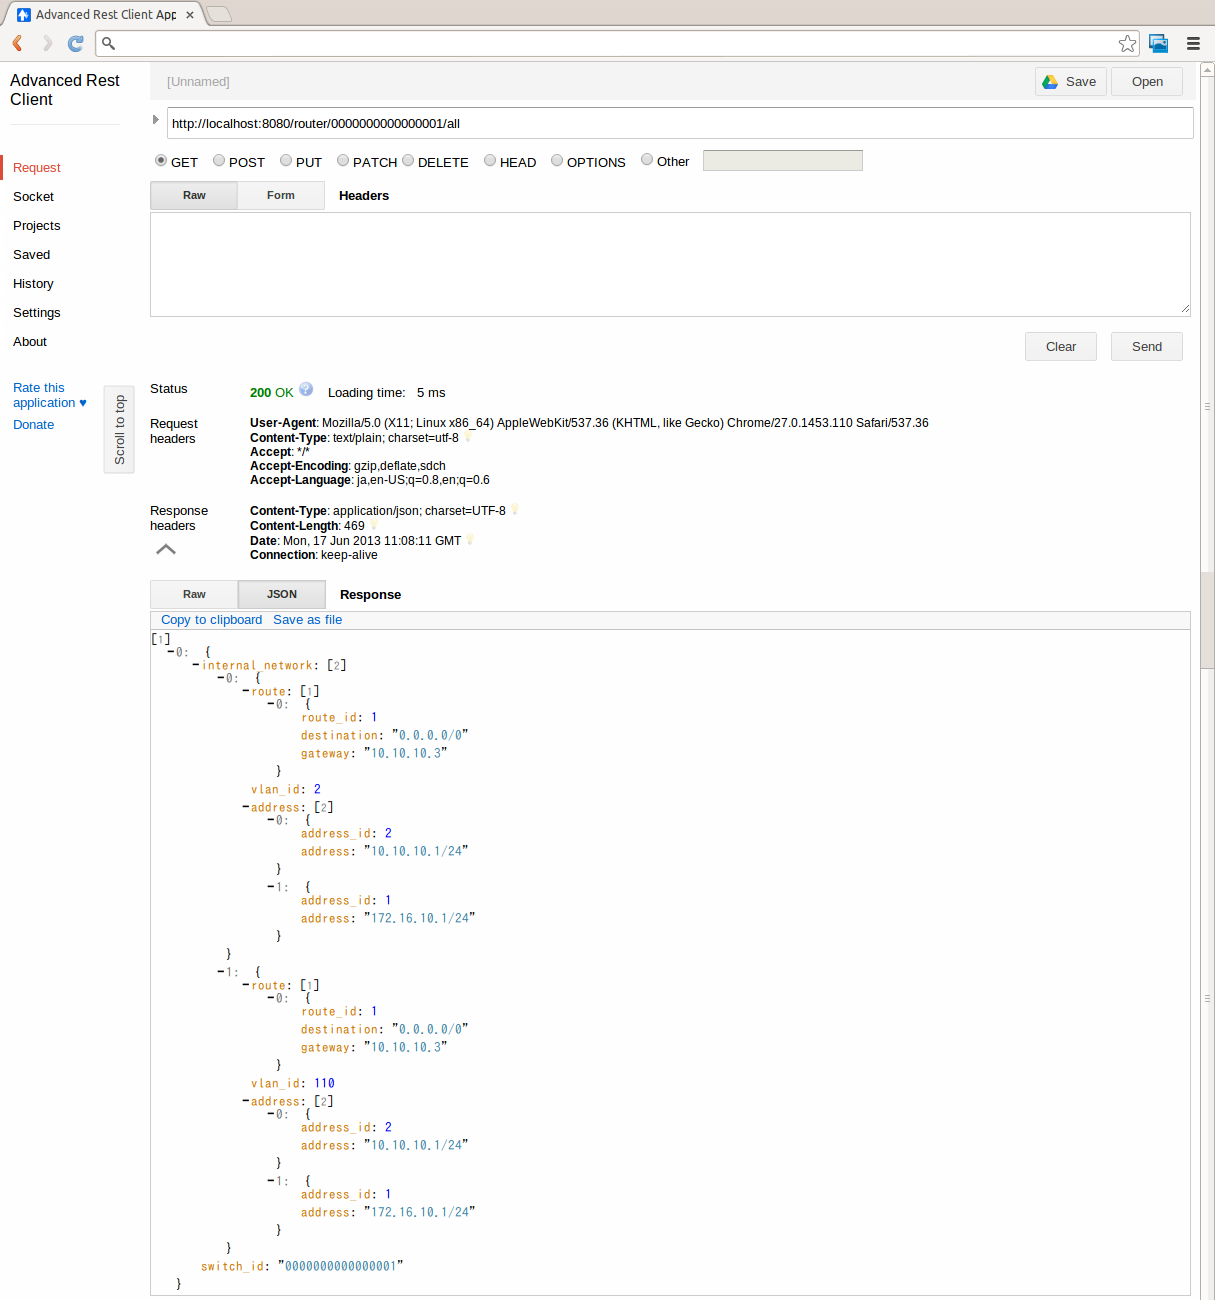 Advanced Rest Client App
Advanced Rest
Client
[Unnamed]
Save
Open
http://localhost:8080/router/0000000000000001/all
GET
POST
PUT
PATCH
DELETE
HEAD
OPTIONS
Other
Raw
Form
Headers
Request
Socket
Projects
Saved
History
Settings
About
Rate this
application ♥
Donate
Scroll to top
Clear
Send
Status
200 OK
Loading time: 5 ms
Request
headers
User-Agent: Mozilla/5.0 (X11; Linux x86_64) AppleWebKit/537.36 (KHTML, like Gecko) Chrome/27.0.1453.110 Safari/537.36
Content-Type: text/plain; charset=utf-8
Accept: */*
Accept-Encoding: gzip,deflate,sdch
Accept-Language: ja,en-US;q=0.8,en;q=0.6
Response
headers
Content-Type: application/json; charset=UTF-8
Content-Length: 469
Date: Mon, 17 Jun 2013 11:08:11 GMT
Connection: keep-alive
Raw
JSON
Response
Copy to clipboard
Save as file
[1]
-0: {
-internal_network: [2]
-0: {
-route: [1]
-0: {
route_id: 1
destination: "0.0.0.0/0"
gateway: "10.10.10.3"
}
vlan_id: 2
-address: [2]
-0: {
address_id: 2
address: "10.10.10.1/24"
}
-1: {
address_id: 1
address: "172.16.10.1/24"
}
}
-1: {
-route: [1]
-0: {
route_id: 1
destination: "0.0.0.0/0"
gateway: "10.10.10.3"
}
vlan_id: 110
-address: [2]
-0: {
address_id: 2
address: "10.10.10.1/24"
}
-1: {
address_id: 1
address: "172.16.10.1/24"
}
}
switch_id: "0000000000000001"
}